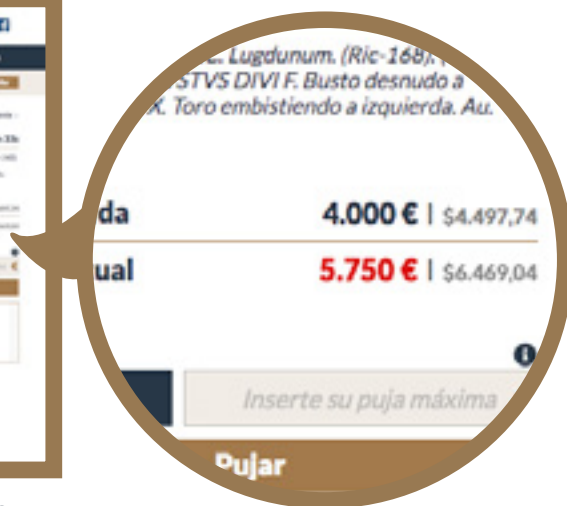 Lugdunum. (Ric-168).
STVS DIVI F. Busto desnudo a
X. Toro embistiendo a izquierda. Au.
da 4.000 € | $4.497,74
ual 5.750 € | $6.469,04
Inserte su puja máxima
Pujar